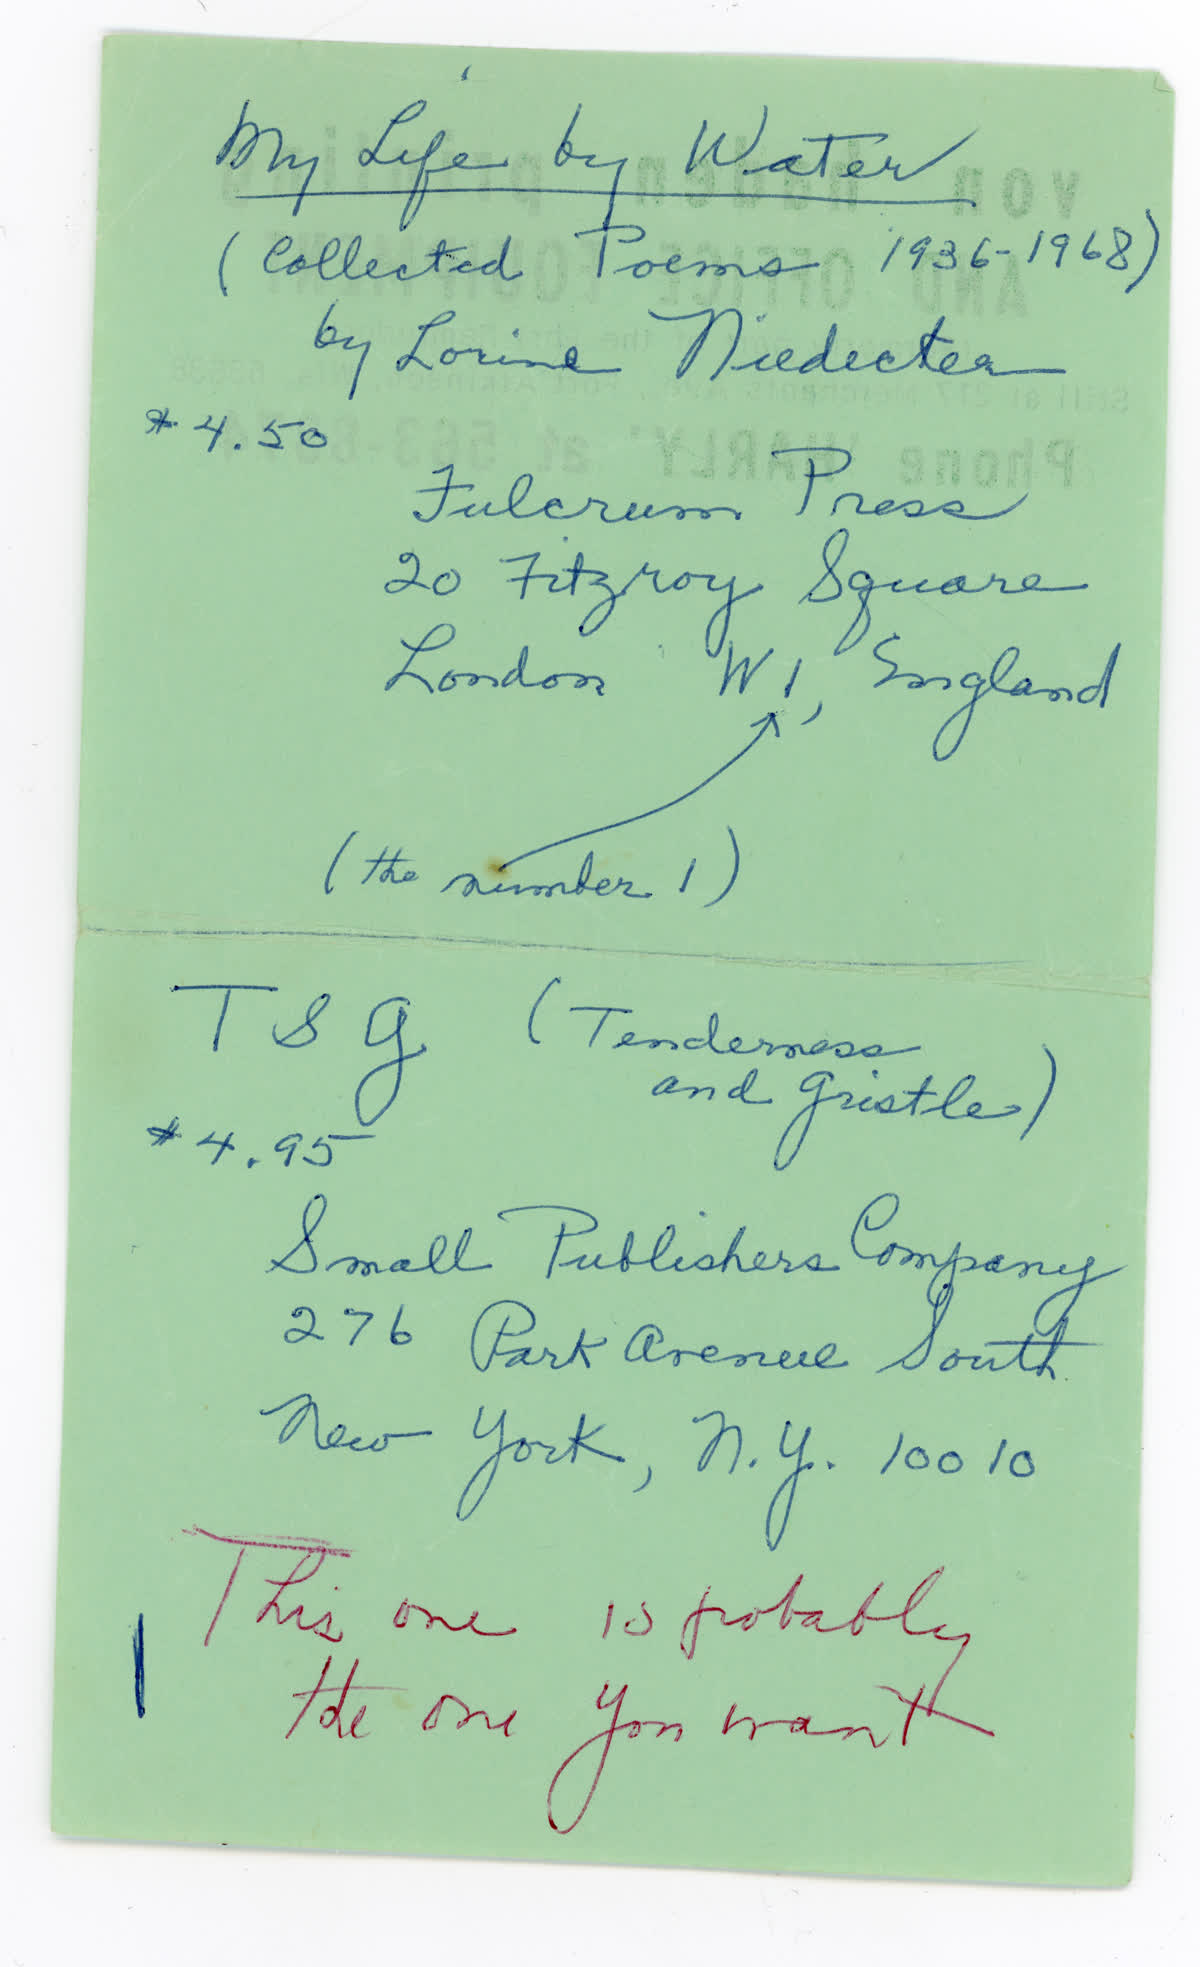 My Life by Water
(Collected Poems 1936-1968)
by Lorine Niedecker
$4.50
Fulcrum Press
20 Fitzroy Square
London W1, England
(the number 1)
T & G (Tenderness
and Gristle)
$4.95
Small Publishers Company
276 Park Avenue South
New York, N.Y. 10010
This one is probably
the one you want